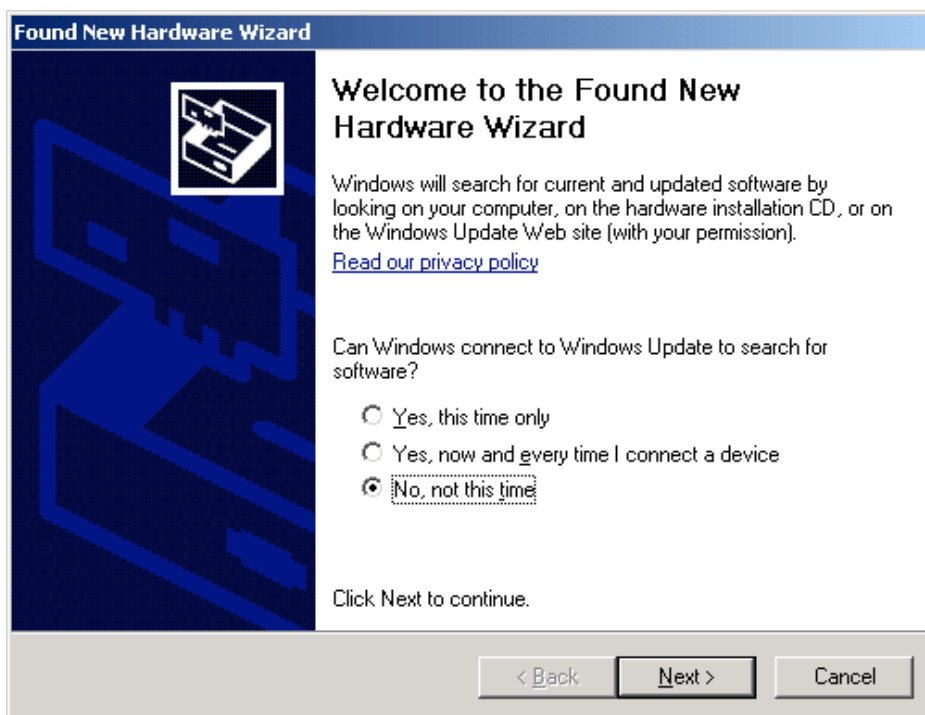 Found New Hardware Wizard
Welcome to the Found New
Hardware Wizard
Windows will search for current and updated software by
looking on your computer, on the hardware installation CD, or on
the Windows Update Web site (with your permission).
Read our privacy policy
Can Windows connect to Windows Update to search for
software?
Yes, this time only
Yes, now and every time I connect a device
No, not this time
Click Next to continue.
< Back
Next >
Cancel